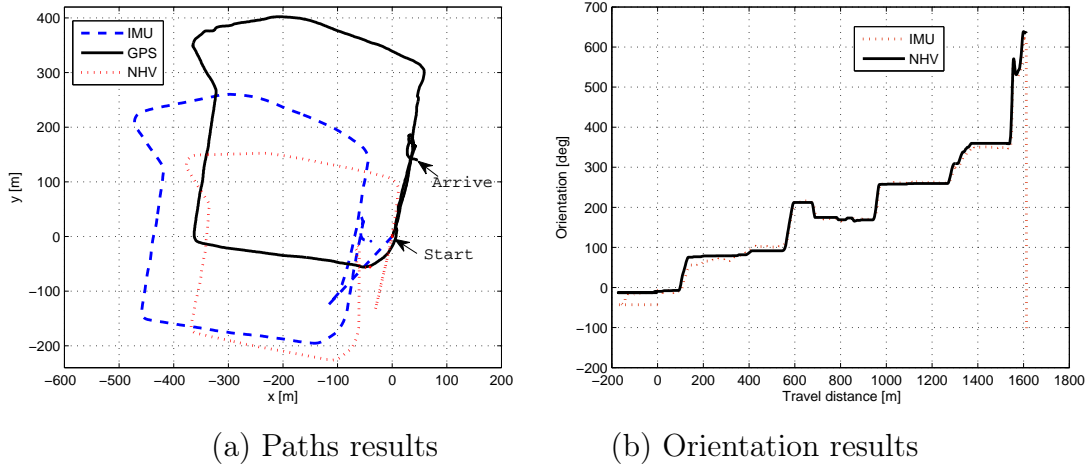 400
300
200
100
0
−100
−200
y [m]
−600 −500 −400 −300 −200 −100 0 100 200
x [m]
IMU
GPS
NHV
Arrive
Start
(a) Paths results
700
600
500
400
300
200
100
0
−100
−200
Orientation [deg]
−200 0 200 400 600 800 1000 1200 1400 1600 1800
Travel distance [m]
IMU
NHV
(b) Orientation results